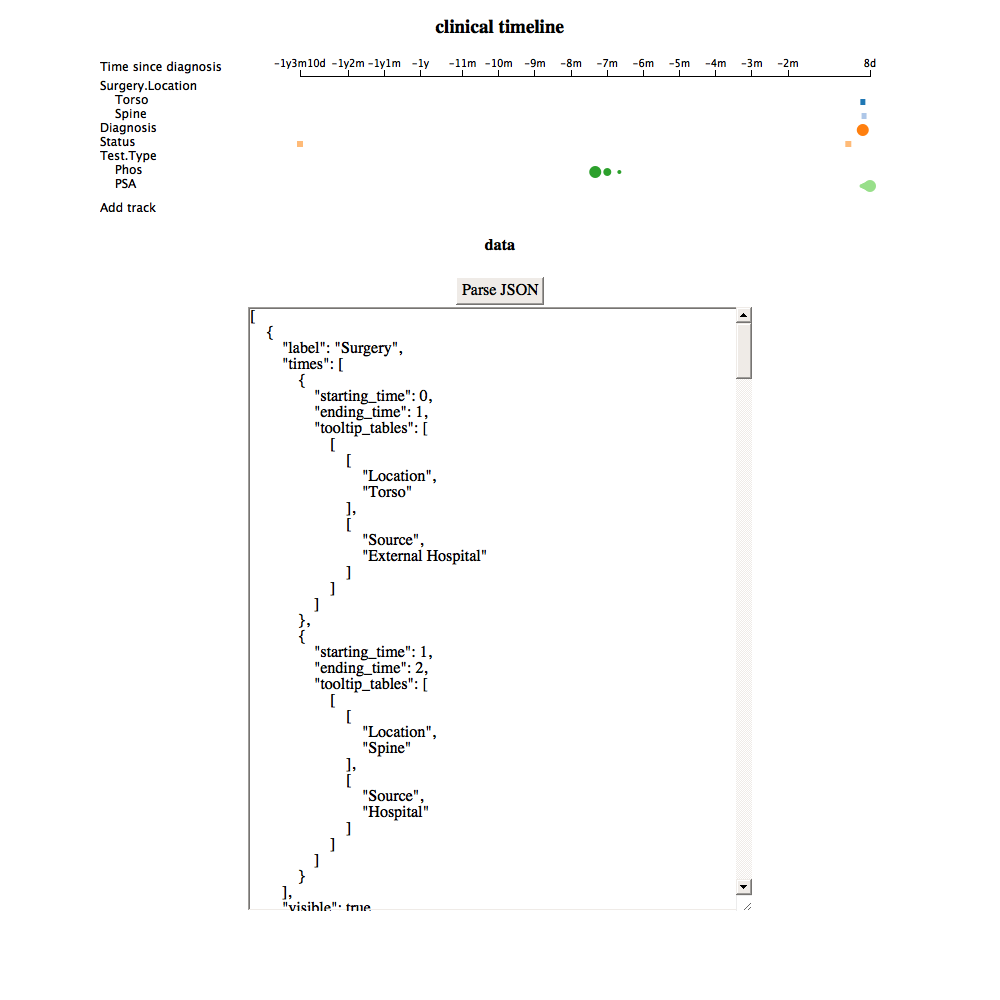 clinical timeline
Time since diagnosis -1y3m10d -1y2m -1y1m -1y -11m -10m -9m -8m -7m -6m -5m -4m -3m -2m 8d
Surgery.Location
Torso
Spine
Diagnosis
Status
Test.Type
Phos
PSA
Add track
data
Parse JSON
[
{
"label": "Surgery",
"times": [
{
"starting_time": 0,
"ending_time": 1,
"tooltip_tables": [
[
[
"Location",
"Torso"
],
[
"Source",
"External Hospital"
]
]
]
},
{
"starting_time": 1,
"ending_time": 2,
"tooltip_tables": [
[
[
"Location",
"Spine"
],
[
"Source",
"Hospital"
]
]
]
}
],
"visible": true